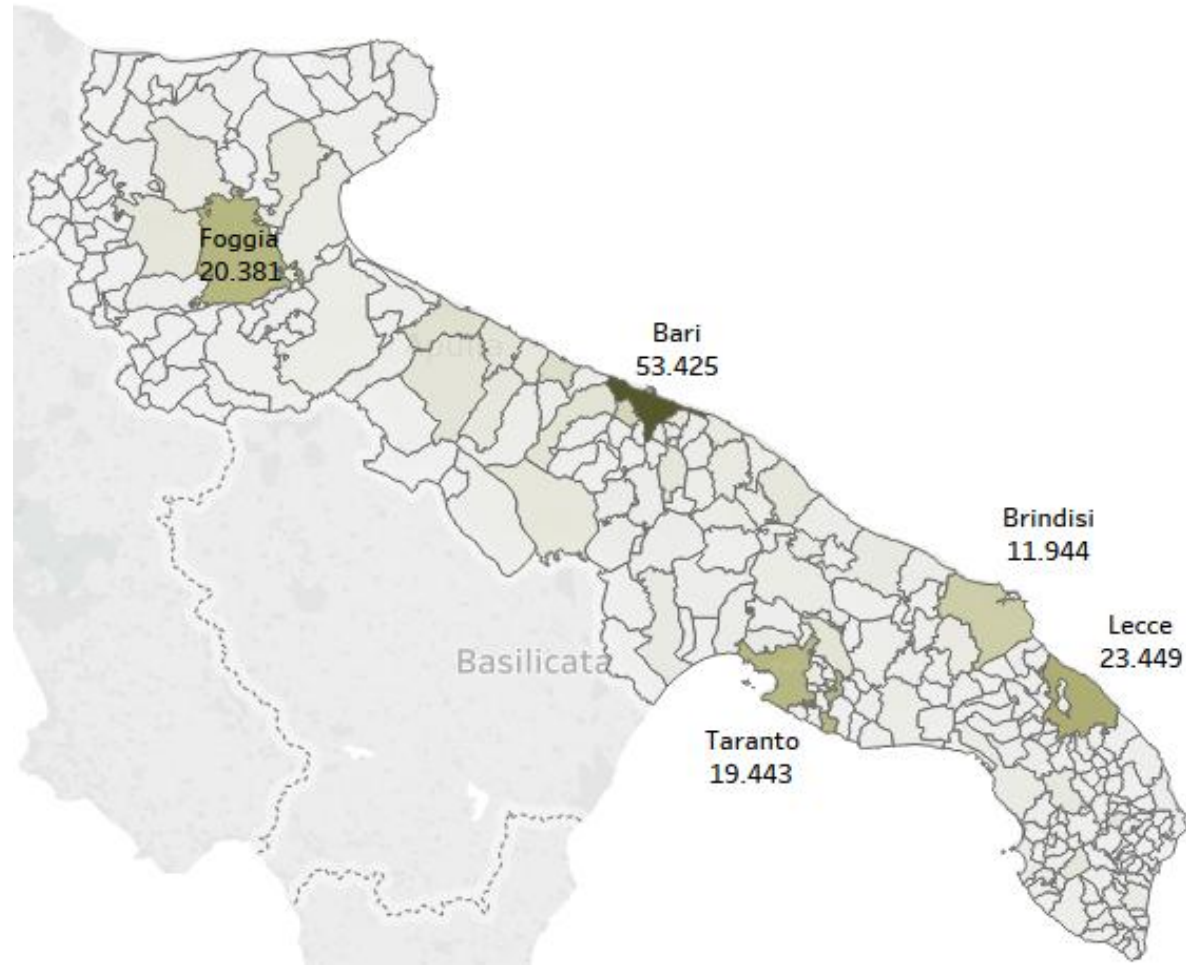 Foggia
20.381
Bari
53.425
Brindisi
11.944
Lecce
23.449
Basilicata
Taranto
19.443